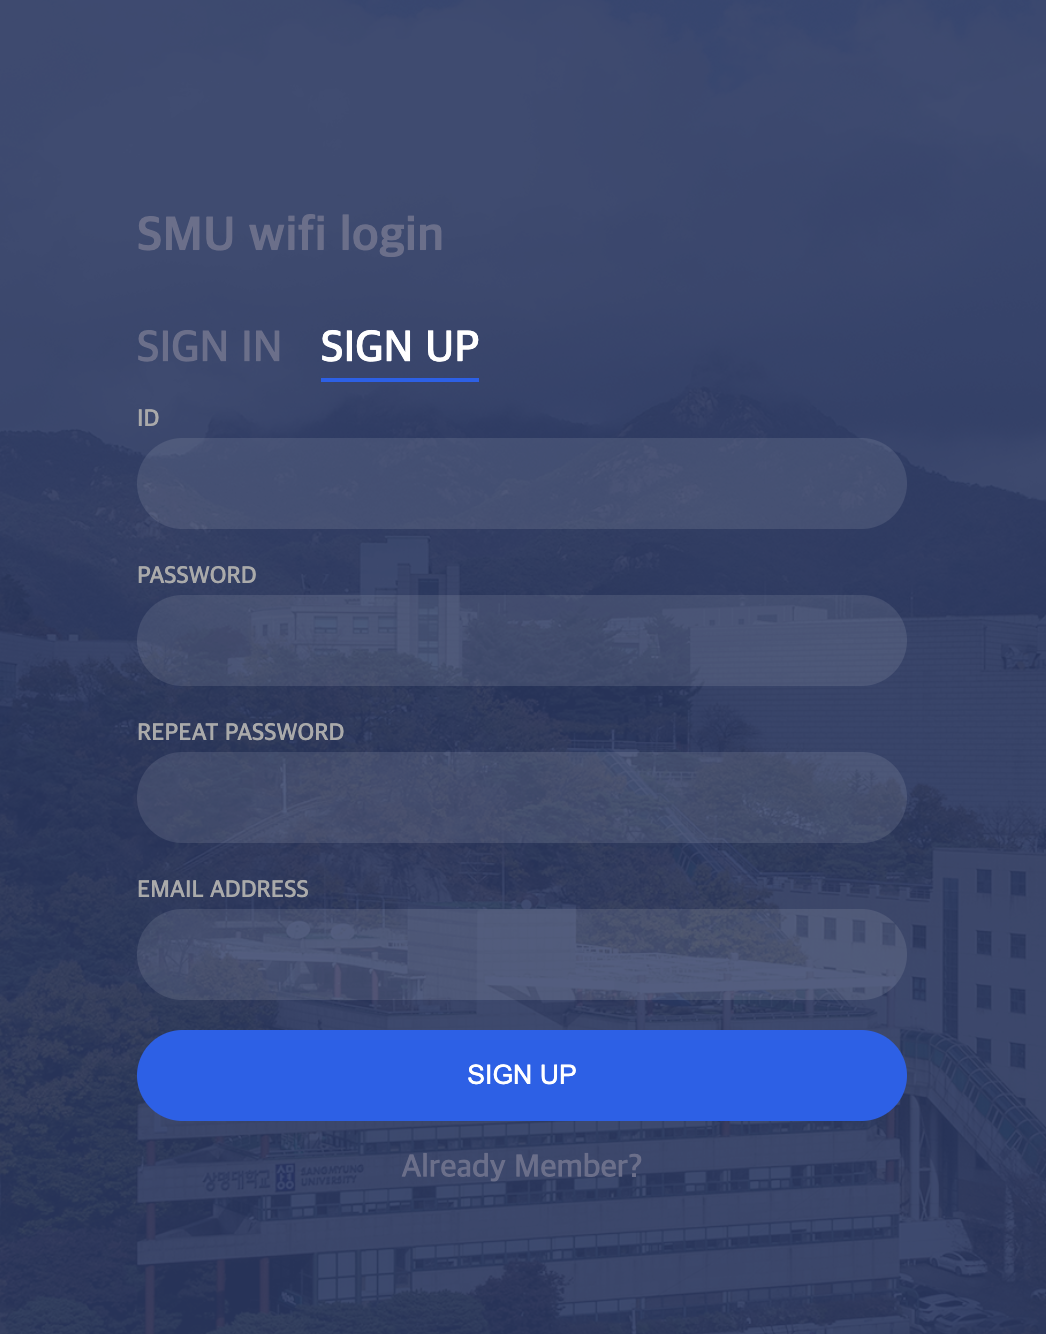 SMU wifi login
SIGN IN SIGN UP
ID
PASSWORD
REPEAT PASSWORD
EMAIL ADDRESS
SIGN UP
Already Member?
상명대학교 SANGMYUNG
UNIVERSITY